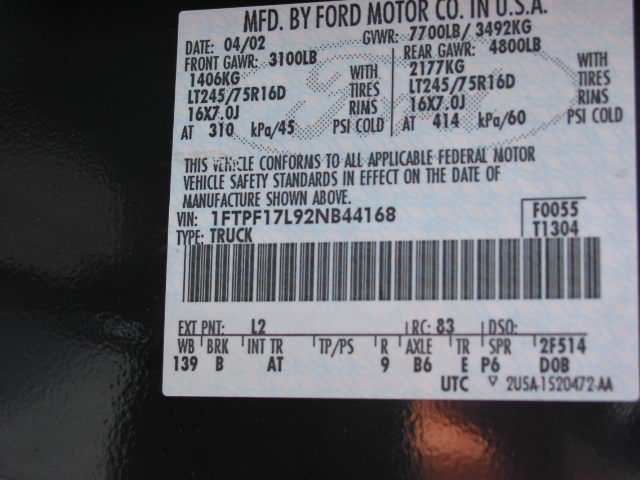 MFD. BY FORD MOTOR CO. IN U.S.A.
DATE: 04/02 GVWR: 7700LB/ 3492KG
FRONT GAWR: 3100LB REAR GAWR: 4800LB
1406KG WITH 2177KG WITH
LT245/75R16D TIRES LT245/75R16D TIRES
16X7.0J RIMS 16X7.0J RIMS
AT 310 kPa/45 PSI COLD AT 414 kPa/60 PSI COLD
THIS VEHICLE CONFORMS TO ALL APPLICABLE FEDERAL MOTOR
VEHICLE SAFETY STANDARDS IN EFFECT ON THE DATE OF
MANUFACTURE SHOWN ABOVE.
VIN: 1FTPF17L92NB44168 F0055
TYPE: TRUCK T1304
EXT PNT: L2 RC: 83 DSO:
WB BRK INT TR TP/PS R AXLE TR SPR 2F514
139 B AT 9 B6 E P6 DOB
UTC 2U5A-1520472-AA